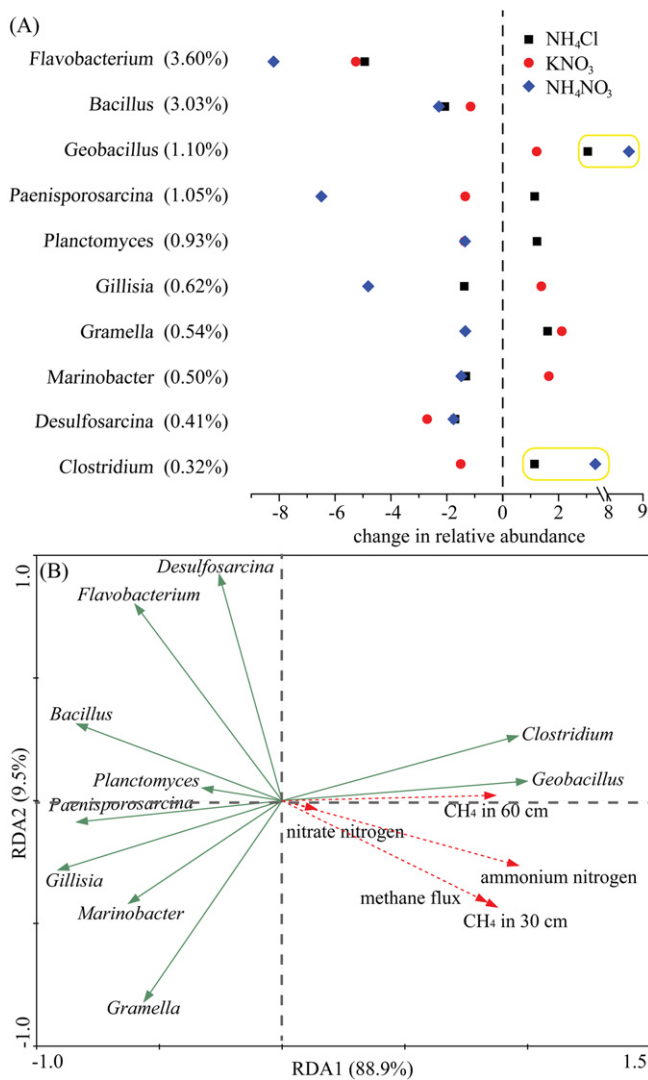 (A)
NH₄Cl
KNO₃
NH₄NO₃
Flavobacterium (3.60%)
Bacillus (3.03%)
Geobacillus (1.10%)
Paenisporosarcina (1.05%)
Planctomyces (0.93%)
Gillisia (0.62%)
Gramella (0.54%)
Marinobacter (0.50%)
Desulfosarcina (0.41%)
Clostridium (0.32%)
-8 -6 -4 -2 0 2 8 9
change in relative abundance
(B)
Desulfosarcina
Flavobacterium
Bacillus
Clostridium
Planctomyces
Geobacillus
Paenisporosarcina
CH₄ in 60 cm
nitrate nitrogen
Gillisia
ammonium nitrogen
Marinobacter
methane flux
CH₄ in 30 cm
Gramella
1.0
RDA2 (9.5%)
-1.0
-1.0 1.5
RDA1 (88.9%)